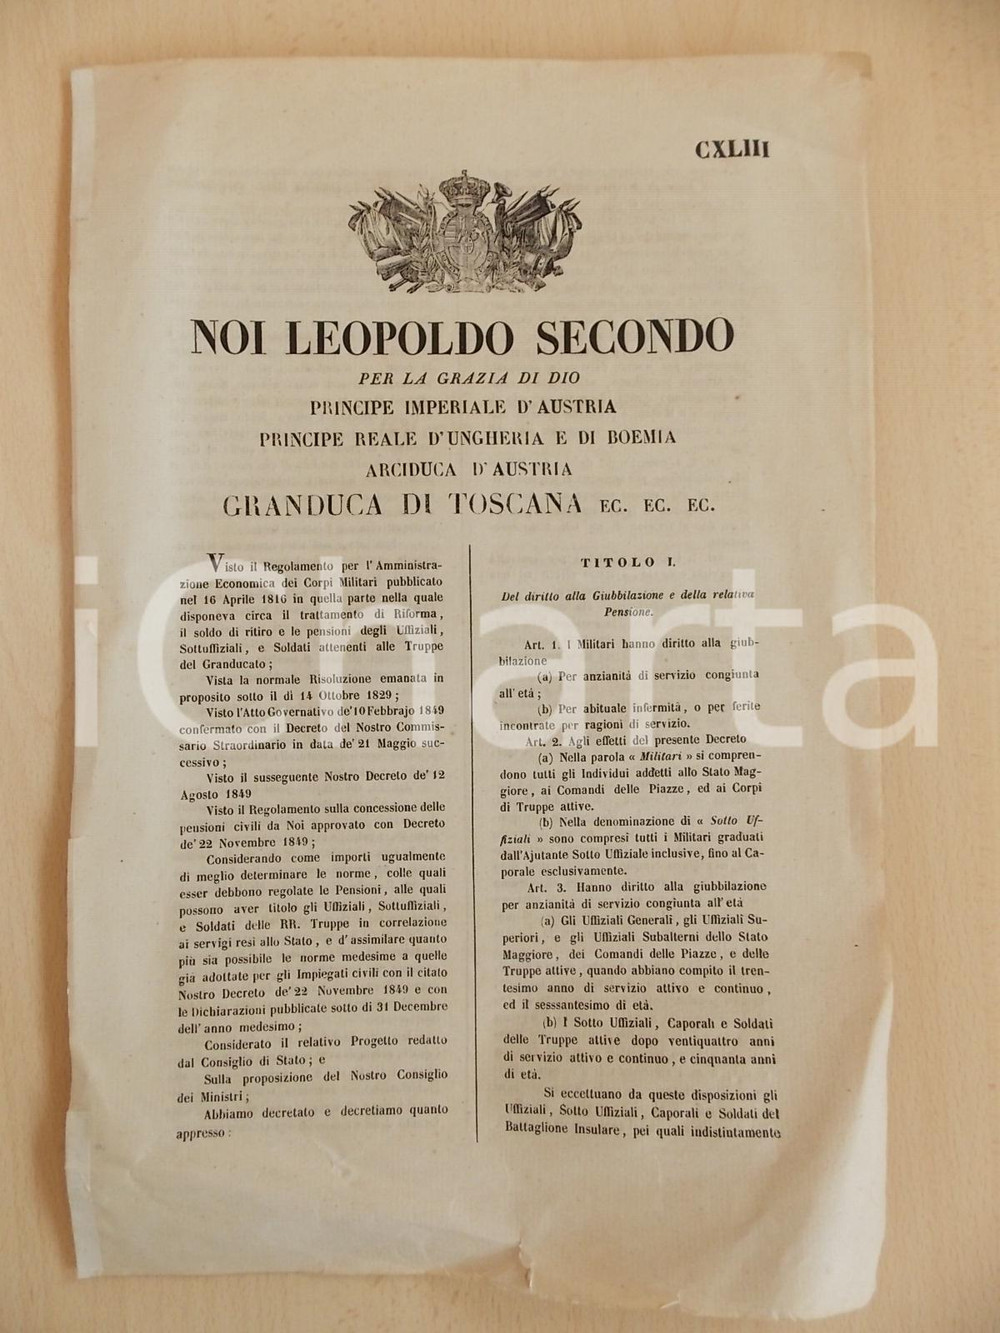 CXLIII
NOI LEOPOLDO SECONDO
PER LA GRAZIA DI DIO
PRINCIPE IMPERIALE D'AUSTRIA
PRINCIPE REALE D'UNGHERIA E DI BOEMIA
ARCIDUCA D'AUSTRIA
GRANDUCA DI TOSCANA EC. EC. EC.
Visto il Regolamento per l'Amministra-
zione Economica dei Corpi Militari pubblicato
nel 16 Aprile 1816 in quella parte nella quale
disponeva circa il trattamento di Riforma,
il soldo di ritiro e le pensioni degli Uffiziali,
Sottuffiziali, e Soldati attenenti alle Truppe
del Granducato;
Vista la normale Risoluzione emanata in
proposito sotto il dì 14 Ottobre 1829;
Visto l'Atto Governativo de'10 Febbrajo 1849
confermato con il Decreto del Nostro Commis-
sario Straordinario in data de'21 Maggio suc-
cessivo;
Visto il susseguente Nostro Decreto de'12
Agosto 1849
Visto il Regolamento sulla concessione delle
pensioni civili da Noi approvato con Decreto
de'22 Novembre 1849;
Considerando come importi ugualmente
di meglio determinare le norme, colle quali
esser debbono regolate le Pensioni, alle quali
possono aver titolo gli Uffiziali, Sottuffiziali,
e Soldati delle RR. Truppe in correlazione
ai servigi resi allo Stato, e d'assimilare quanto
più sia possibile le norme medesime a quelle
già adottate per gli Impiegati civili con il citato
Nostro Decreto de'22 Novembre 1849 e con
le Dichiarazioni pubblicate sotto di 31 Decembre
dell'anno medesimo;
Considerato il relativo Progetto redatto
dal Consiglio di Stato; e
Sulla proposizione del Nostro Consiglio
dei Ministri;
Abbiamo decretato e decretiamo quanto
appresso:
TITOLO I.
Del diritto alla Giubbilazione e della relativa
Pensione.
Art. 1. I Militari hanno diritto alla giub-
bilazione
(a) Per anzianità di servizio congiunta
all'età;
(b) Per abituale infermità, o per ferite
incontrate per ragioni di servizio.
Art. 2. Agli effetti del presente Decreto
(a) Nella parola « Militari » si compren-
dono tutti gli Individui addetti allo Stato Mag-
giore, ai Comandi delle Piazze, ed ai Corpi
di Truppe attive.
(b) Nella denominazione di « Sotto Uf-
fiziali » sono compresi tutti i Militari graduati
dall'Ajutante Sotto Uffiziale inclusive, fino al Ca-
porale esclusivamente.
Art. 3. Hanno diritto alla giubbilazione
per anzianità di servizio congiunta all'età
(a) Gli Uffiziali Generali, gli Uffiziali Su-
periori, e gli Uffiziali Subalterni dello Stato
Maggiore, dei Comandi delle Piazze, e delle
Truppe attive, quando abbiano compito il tren-
tesimo anno di servizio attivo e continuo,
ed il sesssantesimo di età.
(b) I Sotto Uffiziali, Caporali e Soldati
delle Truppe attive dopo ventiquattro anni
di servizio attivo e continuo, e cinquanta anni
di età.
Si eccettuano da queste disposizioni gli
Uffiziali, Sotto Uffiziali, Caporali e Soldati del
Battaglione Insulare, pei quali indistintamente
iCharta